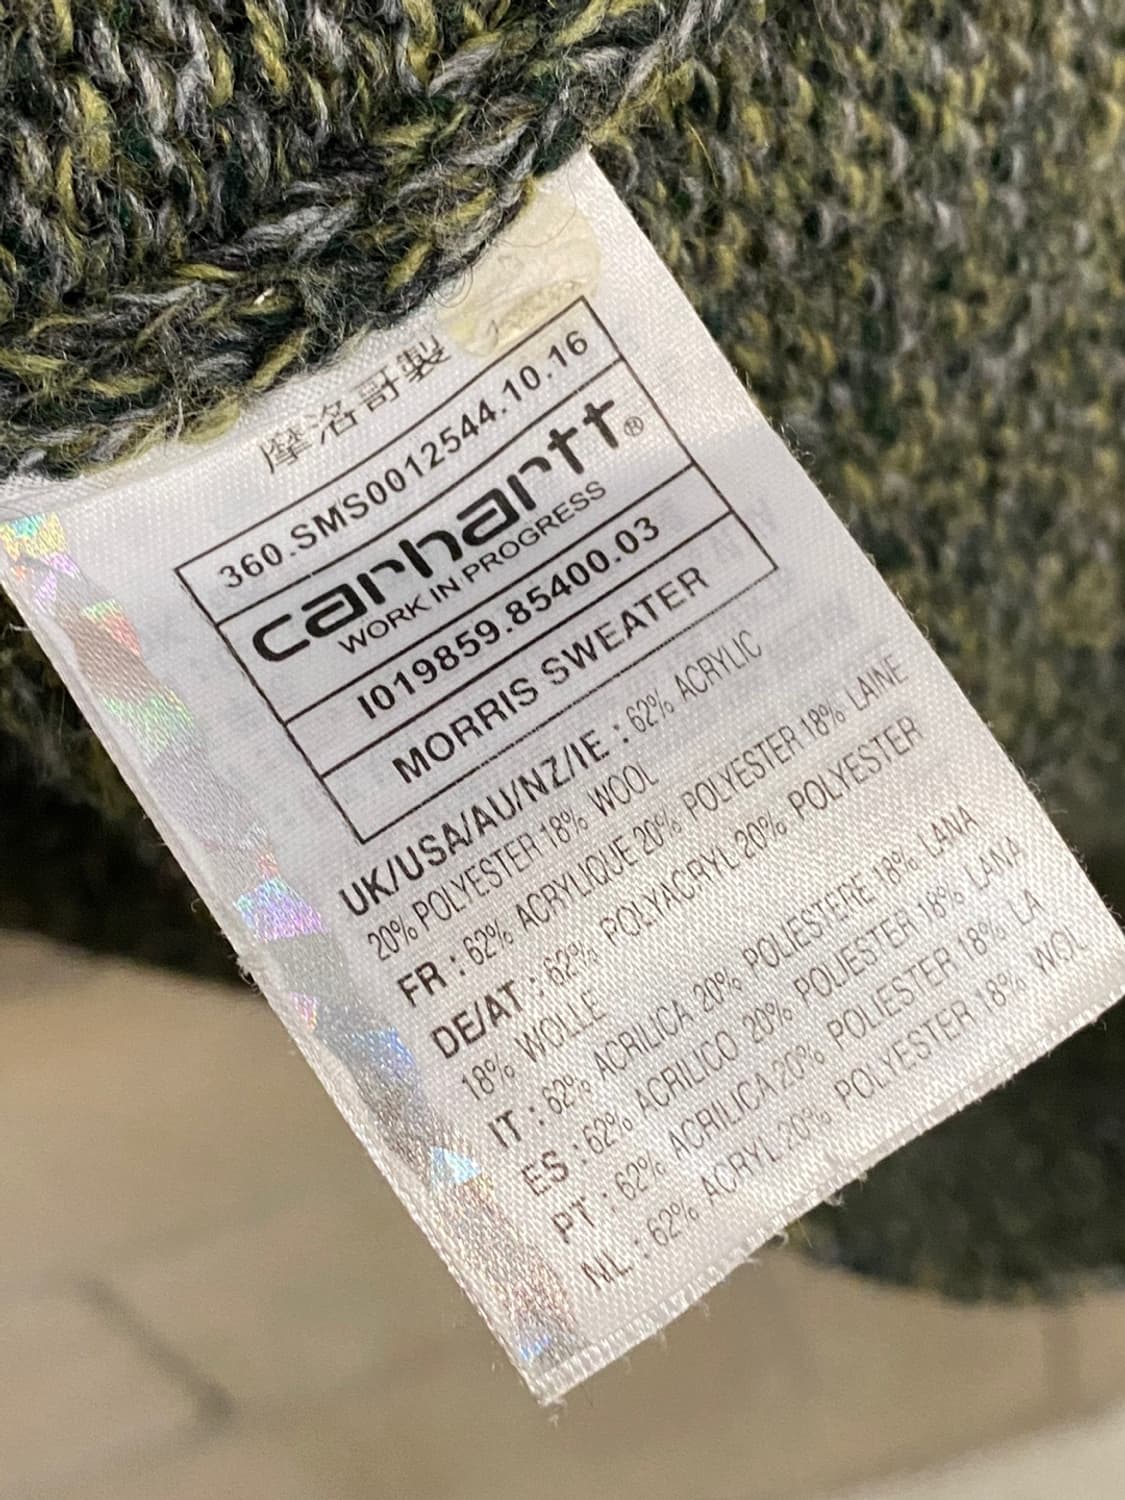 摩洛哥製
360.SMS0012544.10.16
carhartt®
WORK IN PROGRESS
I019859.85400.03
MORRIS SWEATER
UK/USA/AU/NZ/IE : 62% ACRYLIC
20% POLYESTER 18% WOOL
FR : 62% ACRYLIQUE 20% POLYESTER 18% LAINE
DE/AT : 62% POLYACRYL 20% POLYESTER
18% WOLLE
IT : 62% ACRILICA 20% POLIESTERE 18% LANA
ES : 62% ACRILICO 20% POLIESTER 18% LANA
PT : 62% ACRILICA 20% POLIESTER 18% LA
NL : 62% ACRYL 20% POLYESTER 18% WOL